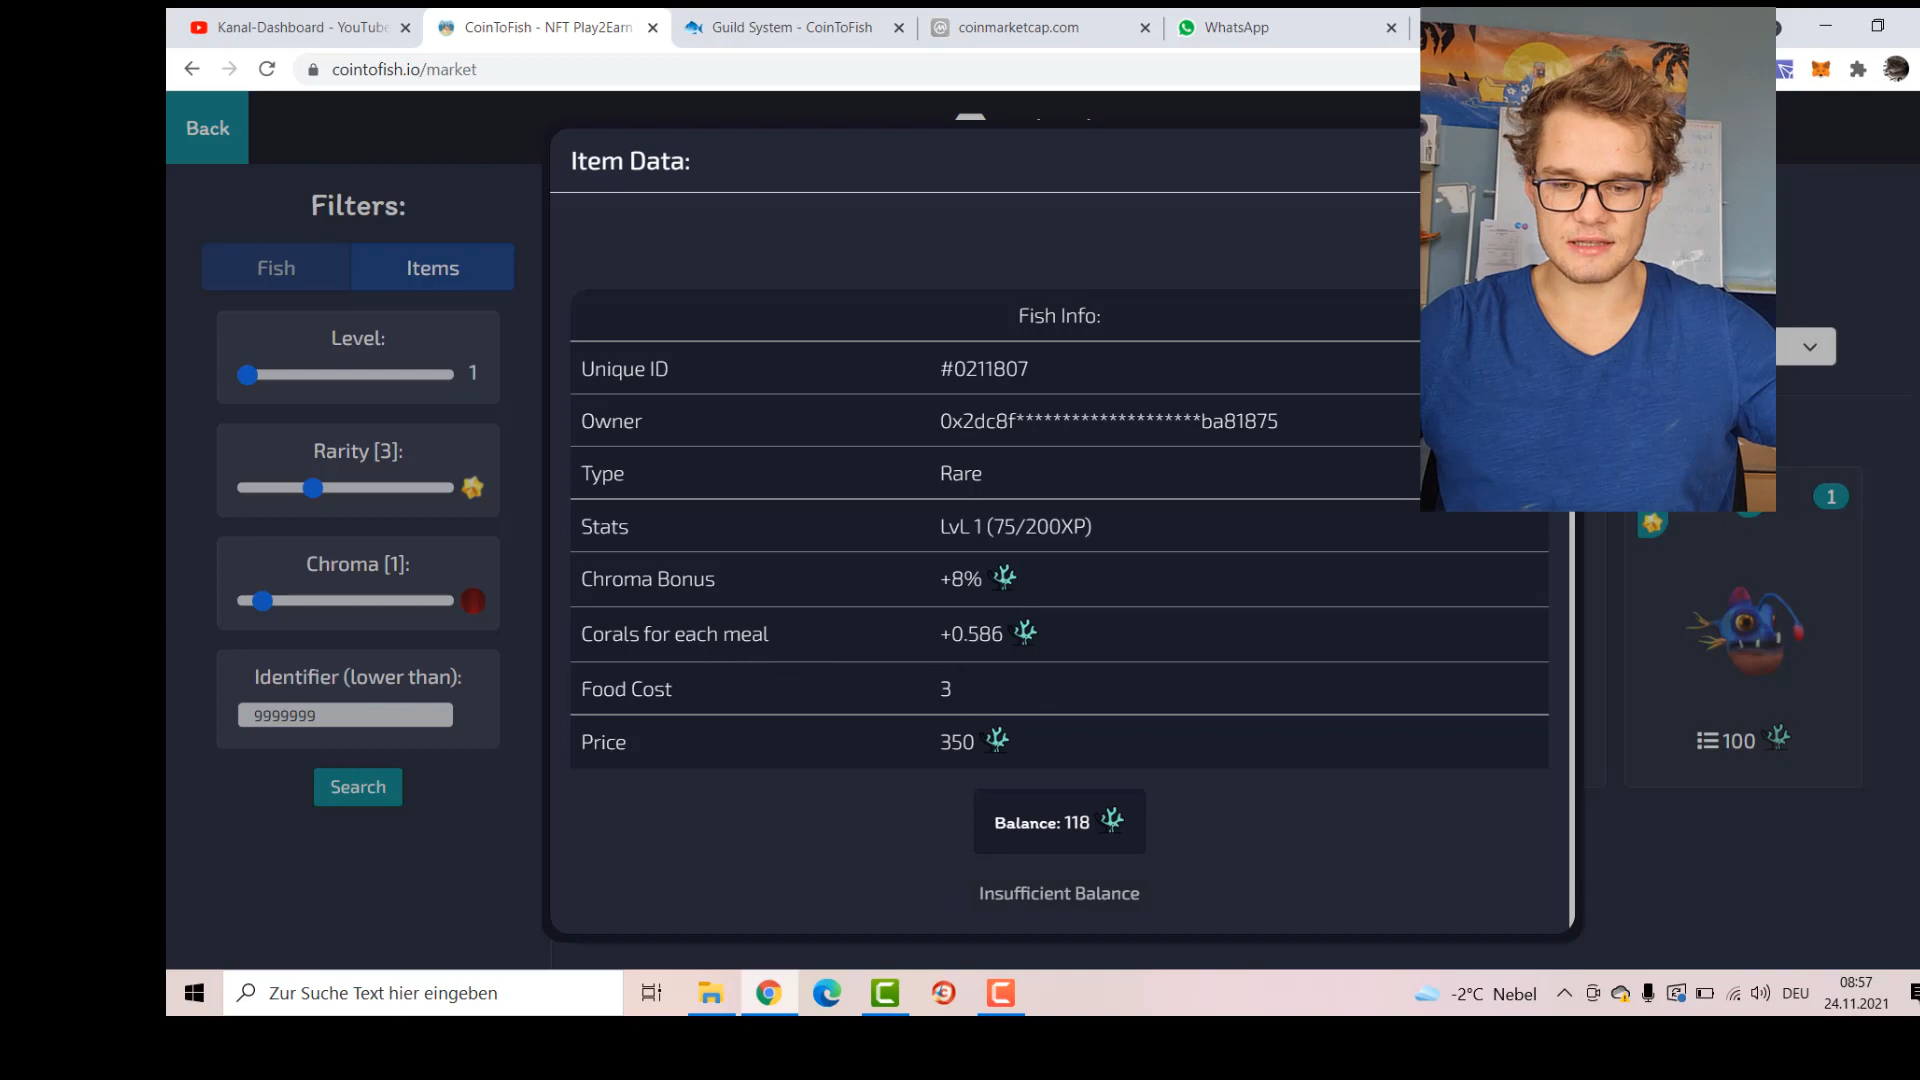 Kanal-Dashboard - YouTube
CoinToFish - NFT Play2Earn
Guild System - CoinToFish
coinmarketcap.com
WhatsApp
cointofish.io/market
Back
Item Data:
Filters:
Fish
Items
Level:
1
Rarity [3]:
Chroma [1]:
Identifier (lower than):
9999999
Search
Fish Info:
Unique ID #0211807
Owner 0x2dc8f********************ba81875
Type Rare
Stats LvL 1 (75/200XP)
Chroma Bonus +8%
Corals for each meal +0.586
Food Cost 3
Price 350
Balance: 118
Insufficient Balance
1
100
Zur Suche Text hier eingeben
-2°C Nebel
DEU
08:57
24.11.2021